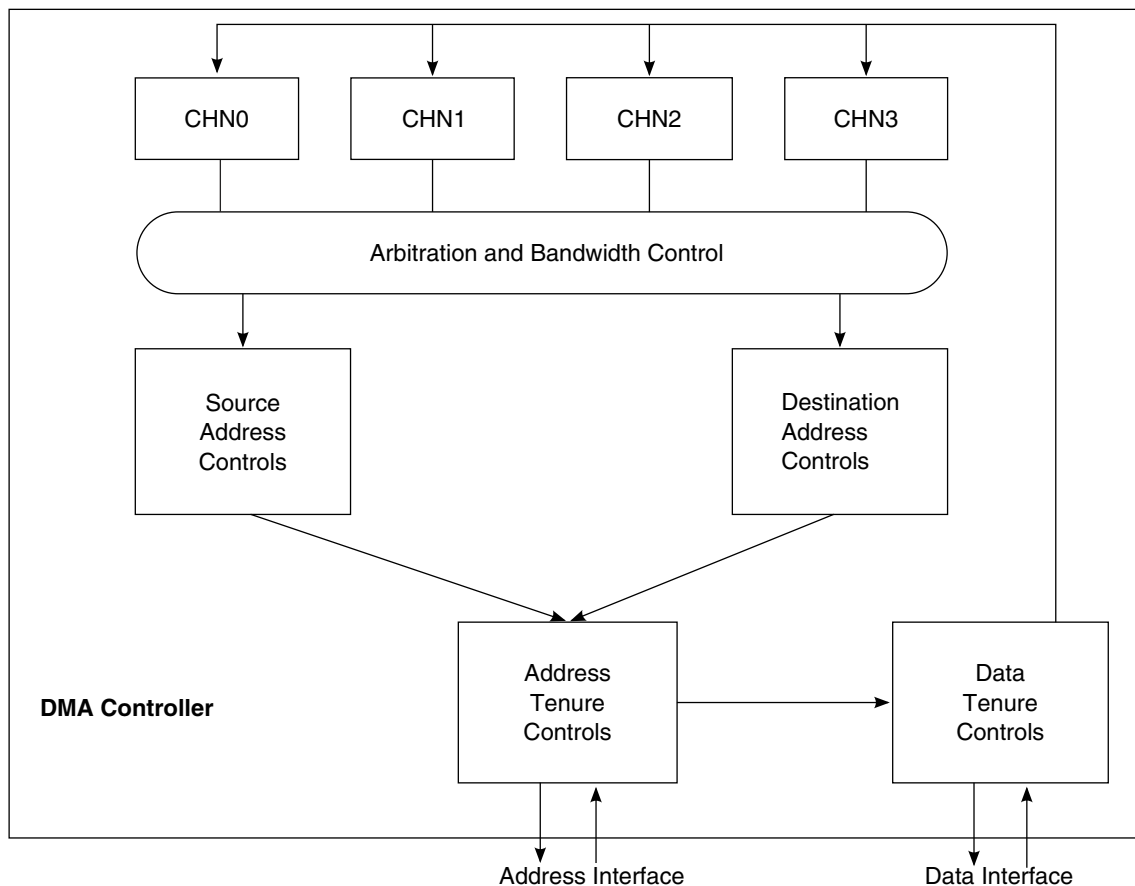 CHN0
CHN1
CHN2
CHN3
Arbitration and Bandwidth Control
Source
Address
Controls
Destination
Address
Controls
Address
Tenure
Controls
Data
Tenure
Controls
DMA Controller
Address Interface
Data Interface